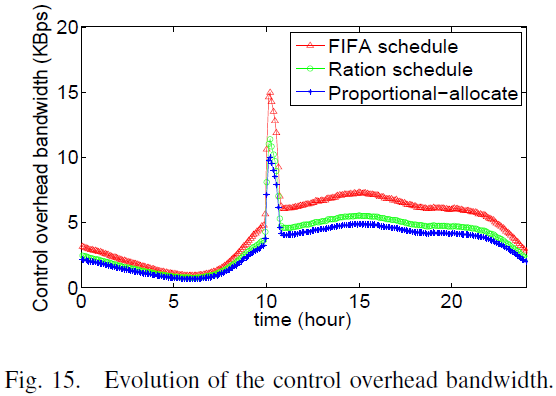 20
15
10
5
0
Control overhead bandwidth (KBps)
FIFA schedule
Ration schedule
Proportional-allocate
0 5 10 15 20
time (hour)
Fig. 15. Evolution of the control overhead bandwidth.